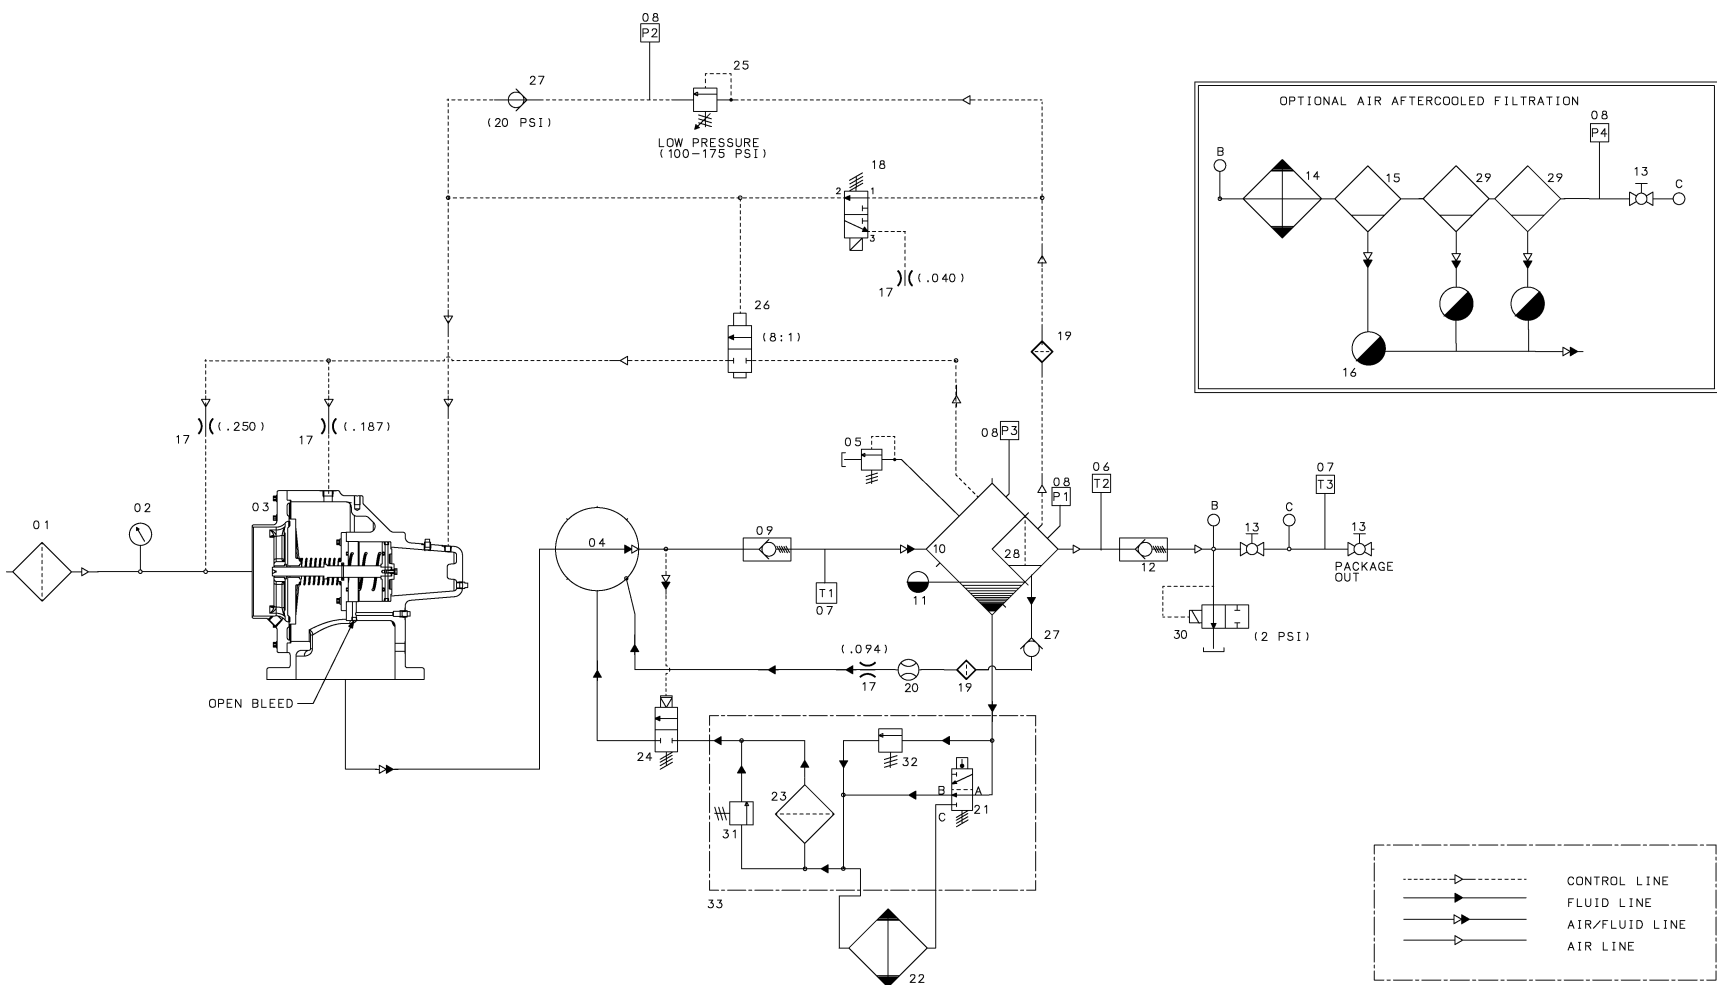 08
P2
27
25
(20 PSI)
LOW PRESSURE
(100-175 PSI)
18
2
1
3
17
(.040)
26
(8:1)
19
17
(.250)
17
(.187)
OPTIONAL AIR AFTERCOOLED FILTRATION
08
P4
B
14
15
29
29
13
C
16
01
02
03
OPEN BLEED
04
09
T1
07
05
08
P3
10
28
11
08
P1
06
T2
12
B
13
C
07
T3
13
PACKAGE
OUT
30
(2 PSI)
27
(.094)
17
20
19
24
32
B
A
C
21
23
31
33
22
CONTROL LINE
FLUID LINE
AIR/FLUID LINE
AIR LINE